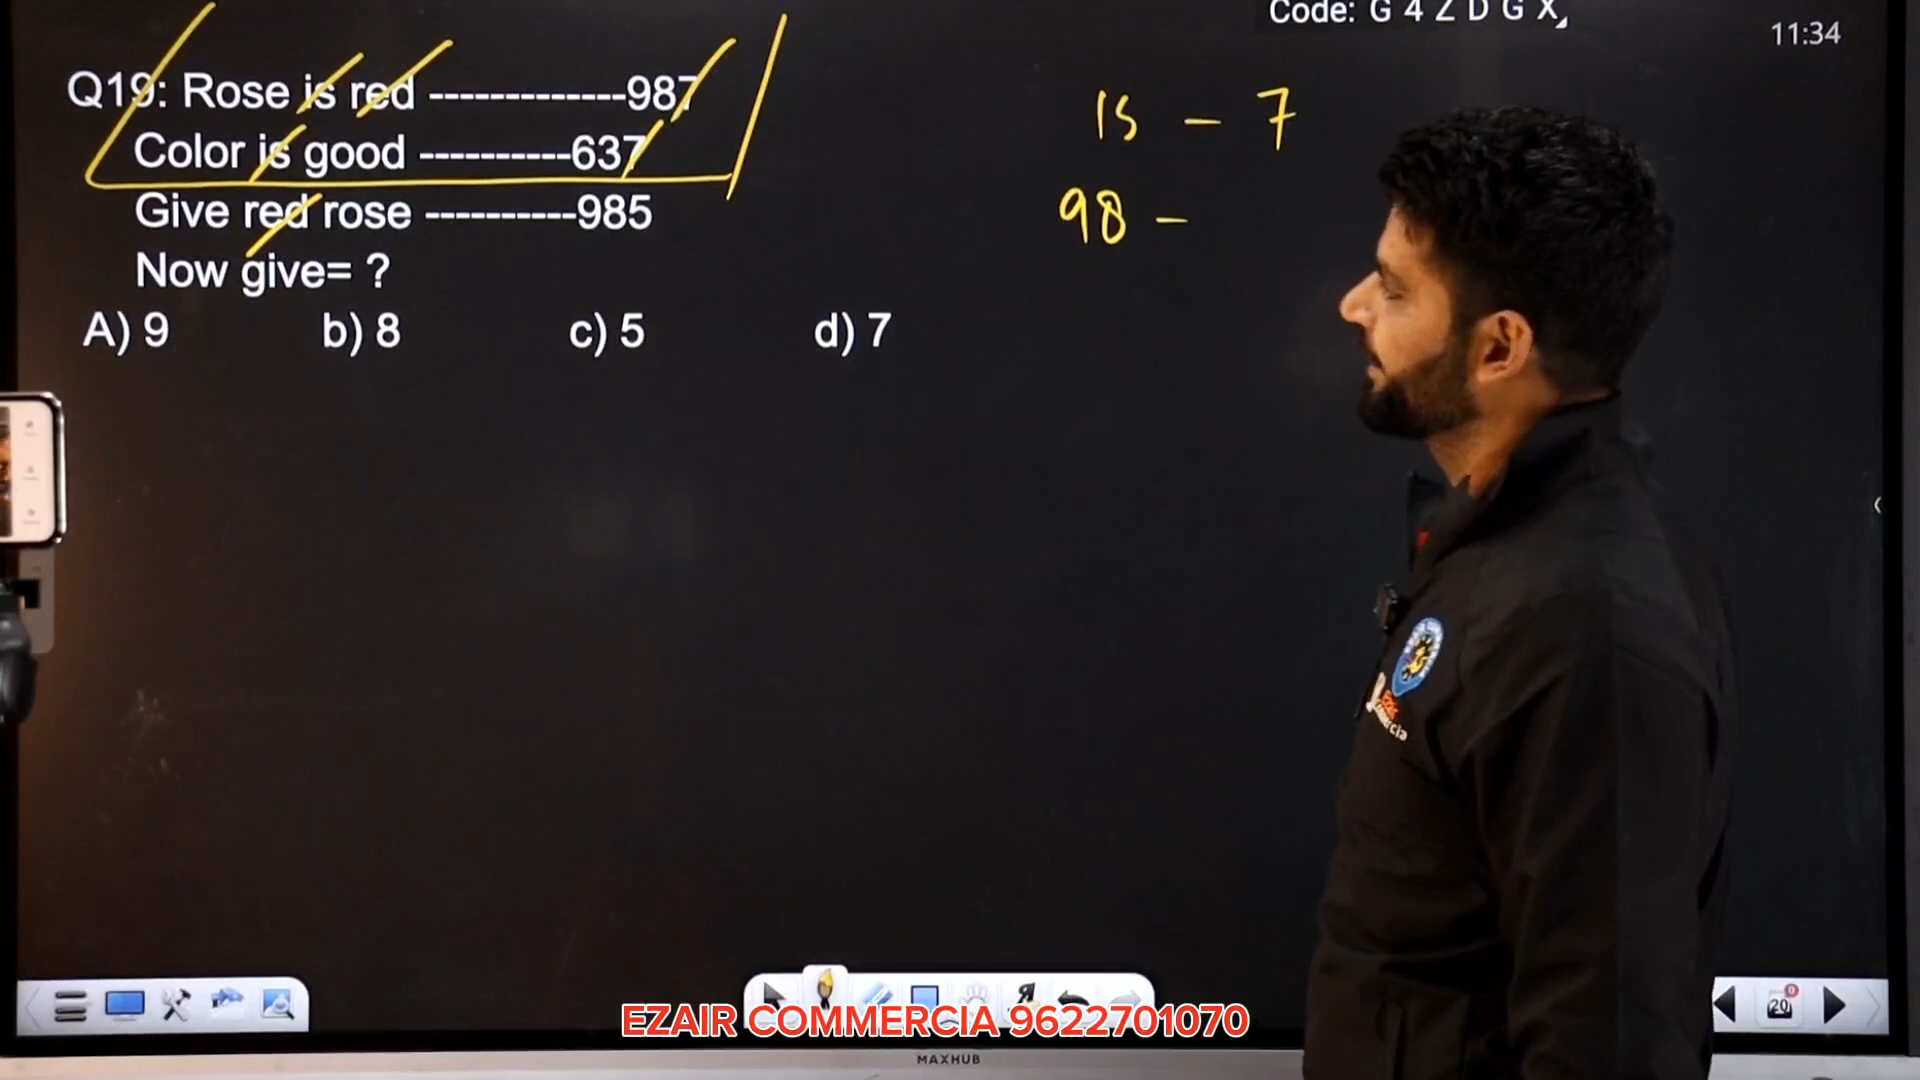 Code: G 4 Z D G X
11:34
Q19: Rose is red -------------987
Color is good ----------637
Give red rose ----------985
Now give= ?
A) 9 b) 8 c) 5 d) 7
is - 7
98 -
20
EZAIR COMMERCIA 9622701070
MAXHUB